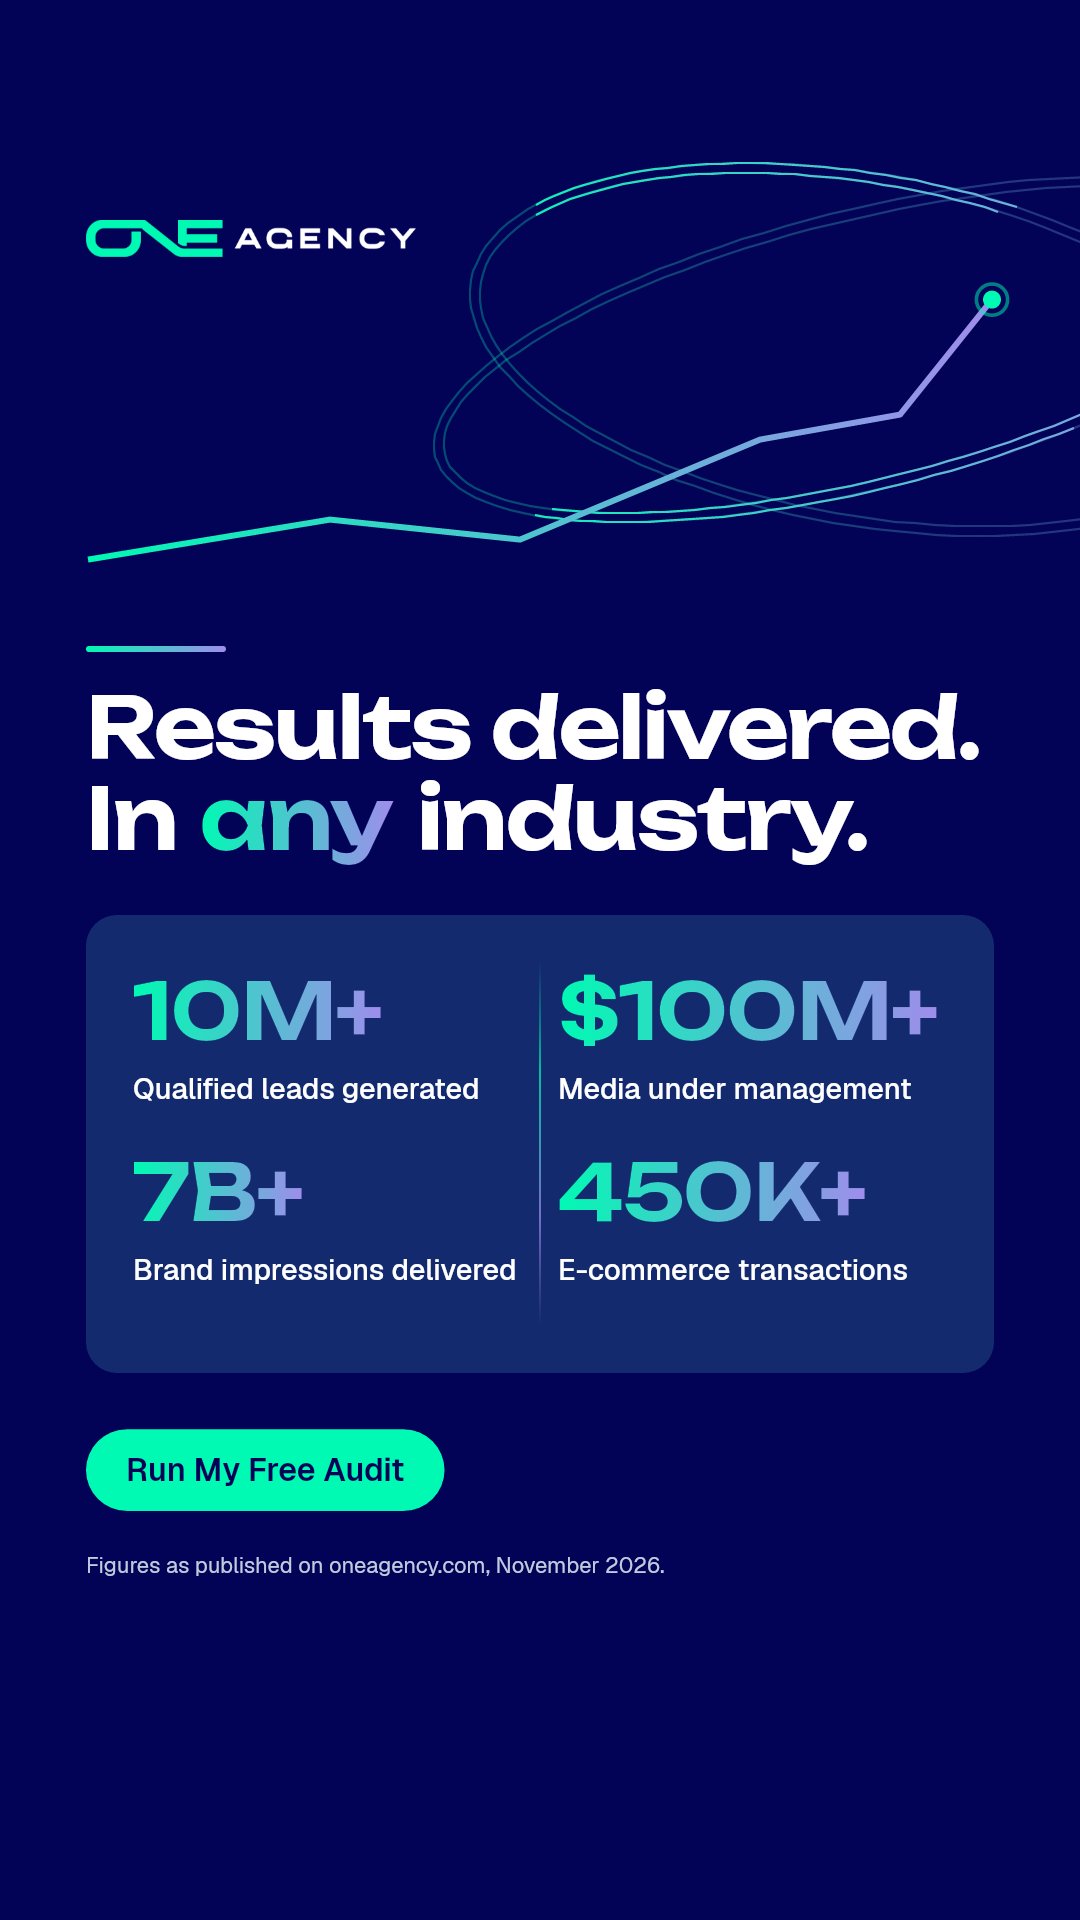 ONE AGENCY
Results delivered.
In any industry.
10M+
Qualified leads generated
$100M+
Media under management
7B+
Brand impressions delivered
450K+
E-commerce transactions
Run My Free Audit
Figures as published on oneagency.com, November 2026.